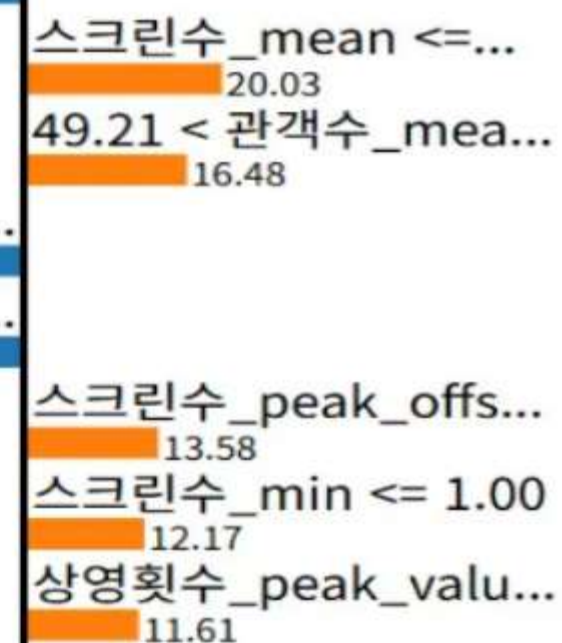 스크린수_mean <=...
20.03
49.21 < 관객수_mea...
16.48
스크린수_peak_offs...
13.58
스크린수_min <= 1.00
12.17
상영횟수_peak_valu...
11.61